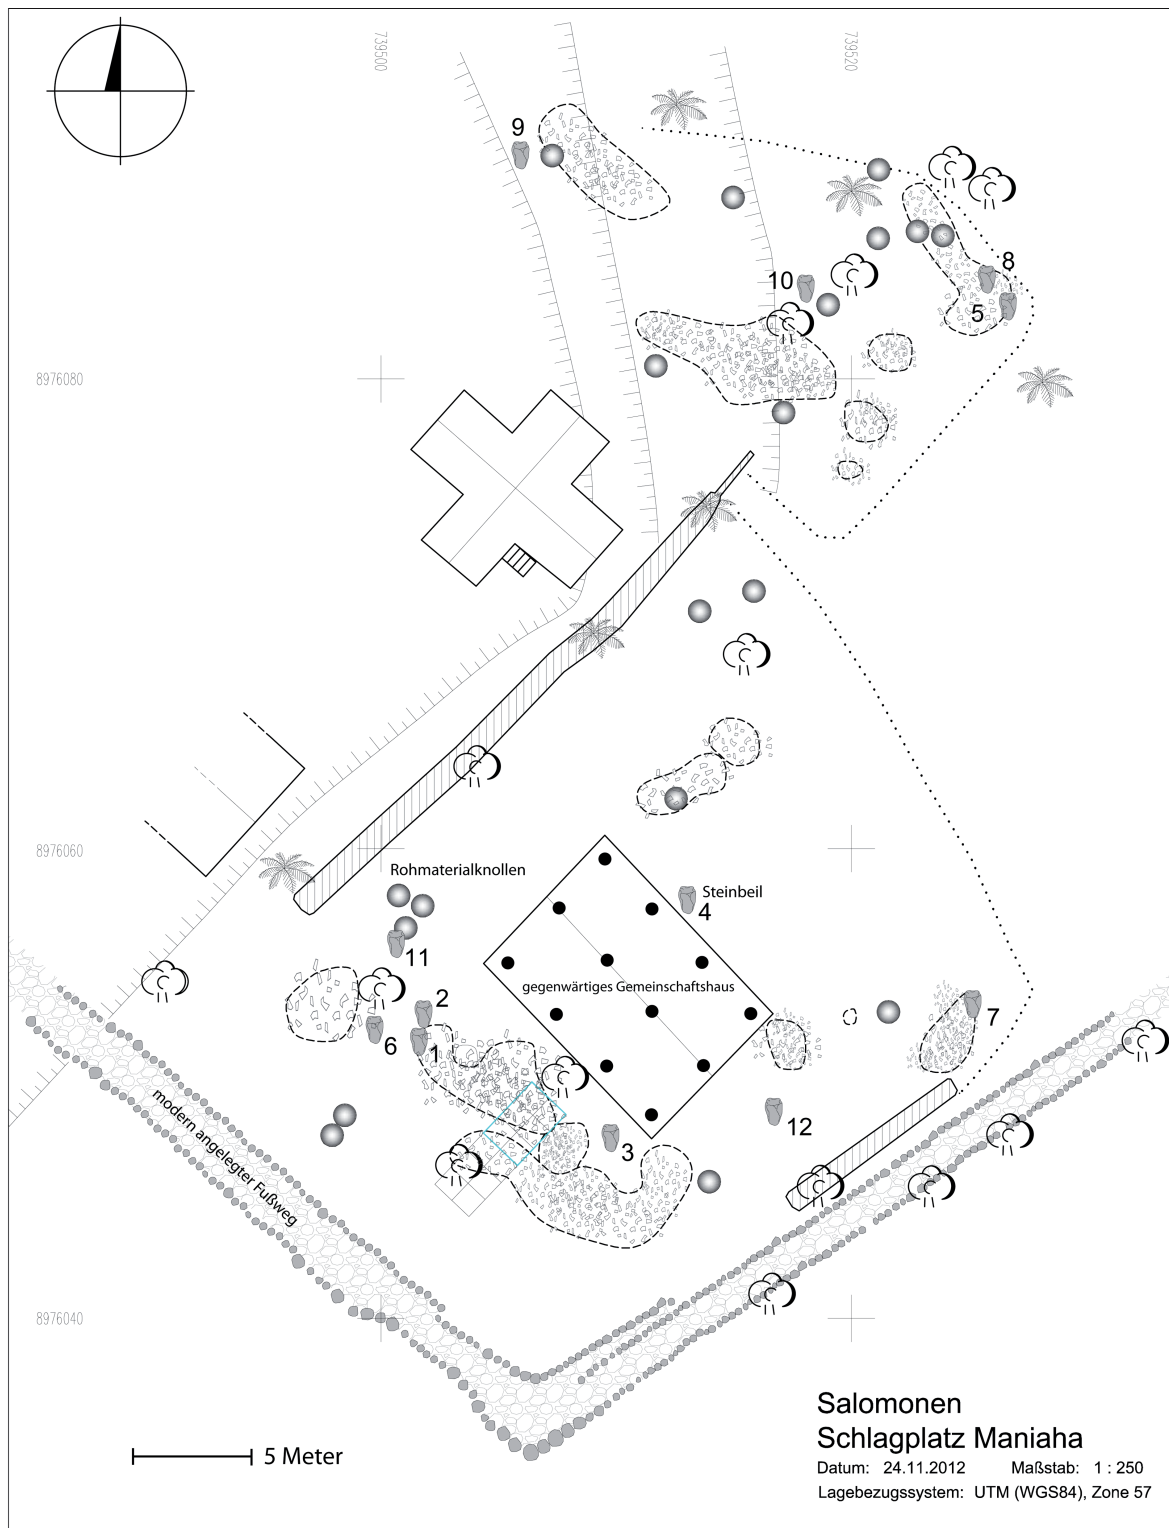 739500
739520
9
8
10
5
8976080
8976060
Rohmaterialknollen
Steinbeil
4
11
gegenwärtiges Gemeinschaftshaus
2
7
6
1
12
3
modern angelegter Fußweg
8976040
Salomonen
Schlagplatz Maniaha
Datum: 24.11.2012 Maßstab: 1 : 250
Lagebezugssystem: UTM (WGS84), Zone 57
5 Meter